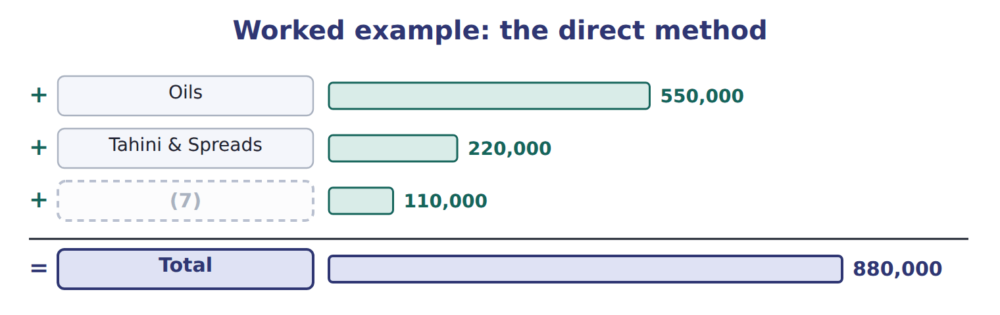 Worked example: the direct method
+ Oils 550,000
+ Tahini & Spreads 220,000
+ (7) 110,000
= Total 880,000